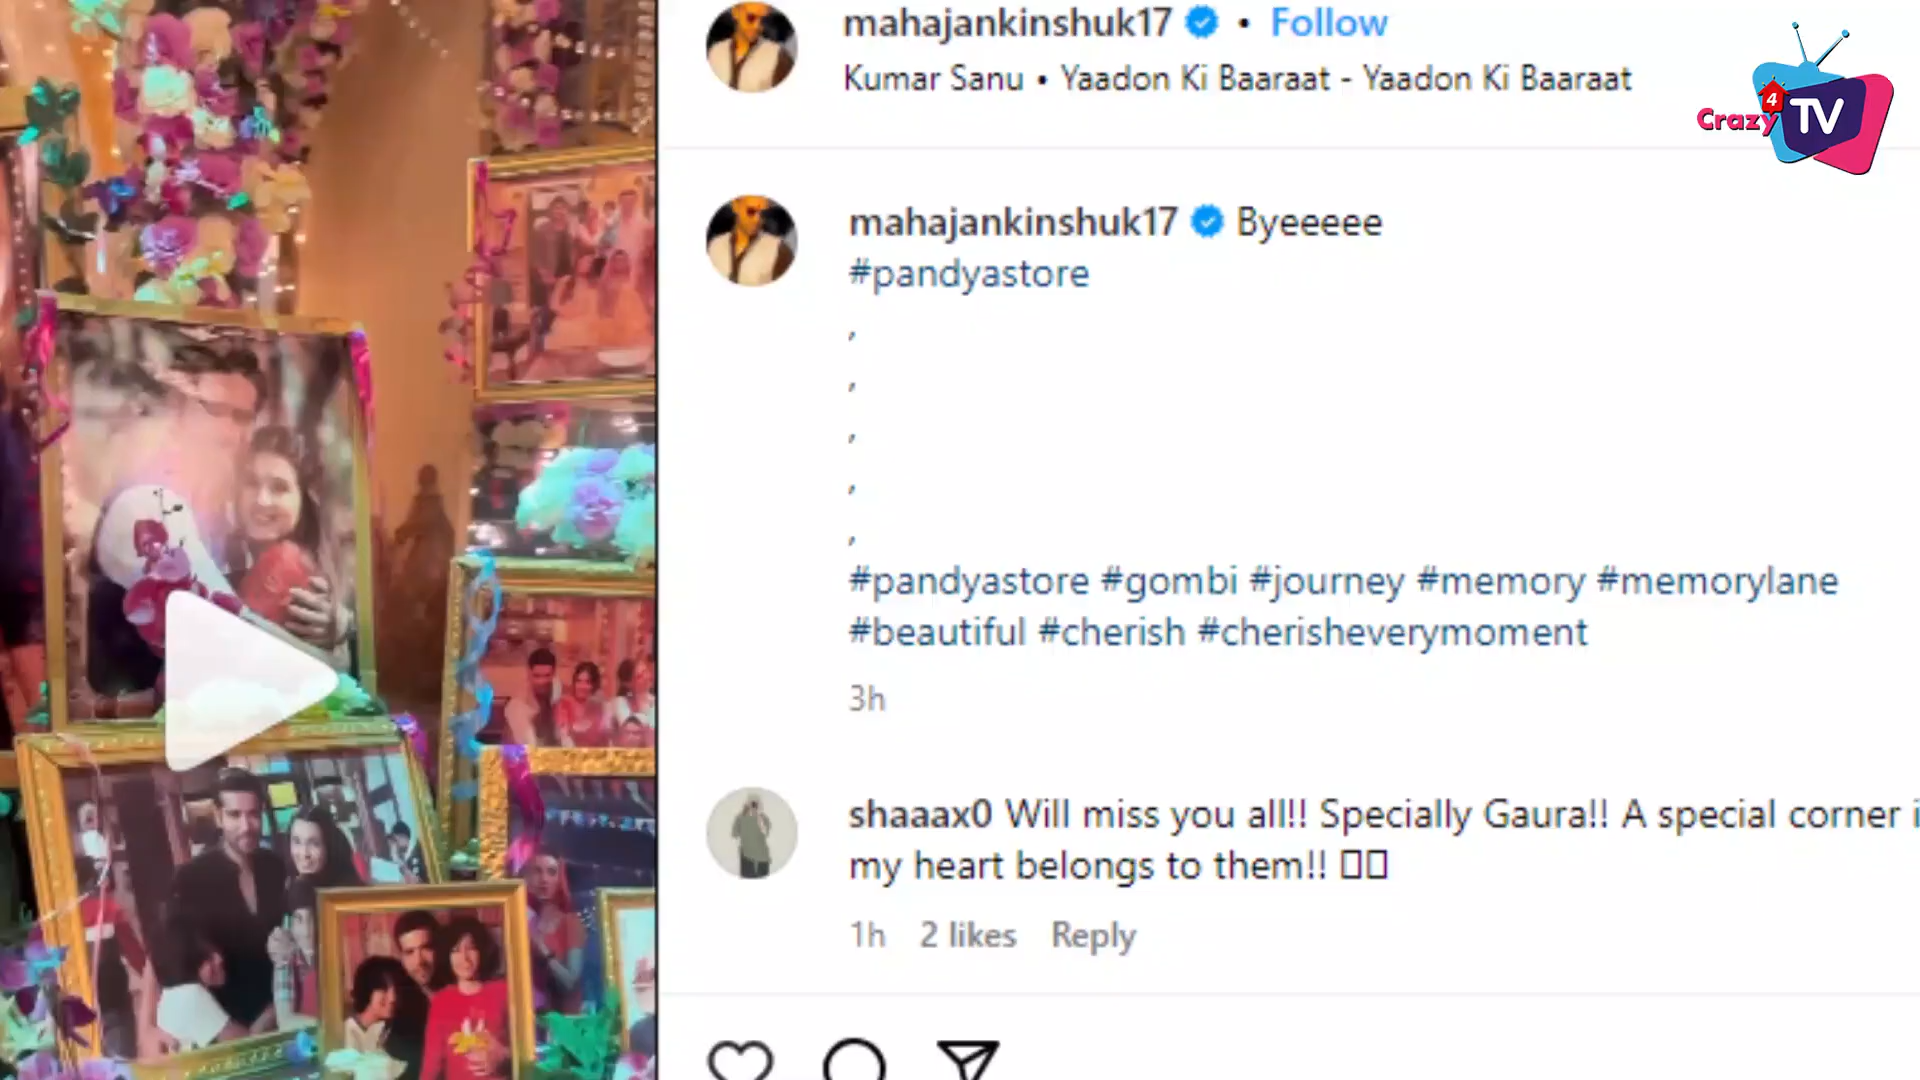 mahajankinshuk17 • Follow
Kumar Sanu • Yaadon Ki Baaraat - Yaadon Ki Baaraat
Crazy 4 TV
mahajankinshuk17 Byeeeee
#pandyastore
,
,
,
,
,
#pandyastore #gombi #journey #memory #memorylane
#beautiful #cherish #cherisheverymoment
3h
shaaax0 Will miss you all!! Specially Gaura!! A special corner
my heart belongs to them!!
1h 2 likes Reply